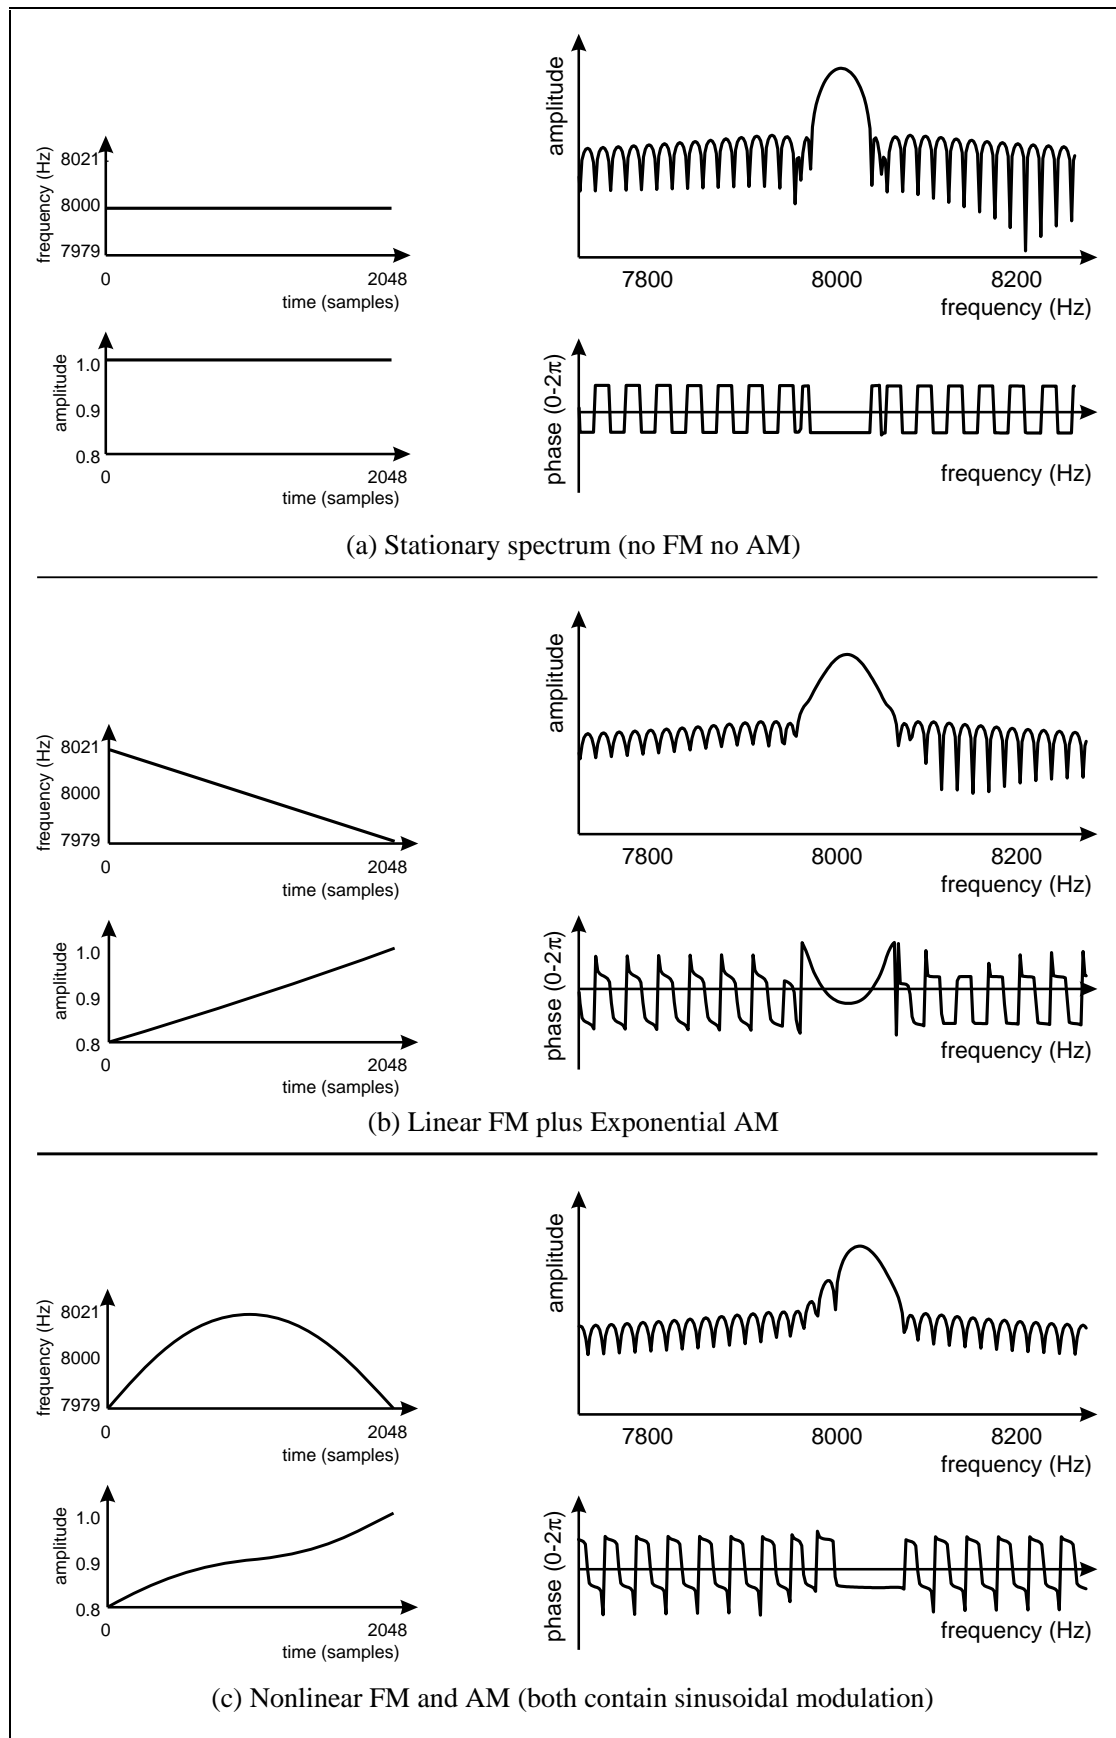 frequency (Hz)
8021
8000
7979
0
2048
time (samples)
amplitude
1.0
0.9
0.8
0
2048
time (samples)
amplitude
7800
8000
8200
frequency (Hz)
phase (0-2π)
frequency (Hz)
(a) Stationary spectrum (no FM no AM)
frequency (Hz)
8021
8000
7979
0
2048
time (samples)
amplitude
1.0
0.9
0.8
0
2048
time (samples)
amplitude
7800
8000
8200
frequency (Hz)
phase (0-2π)
frequency (Hz)
(b) Linear FM plus Exponential AM
frequency (Hz)
8021
8000
7979
0
2048
time (samples)
amplitude
1.0
0.9
0.8
0
2048
time (samples)
amplitude
7800
8000
8200
frequency (Hz)
phase (0-2π)
frequency (Hz)
(c) Nonlinear FM and AM (both contain sinusoidal modulation)